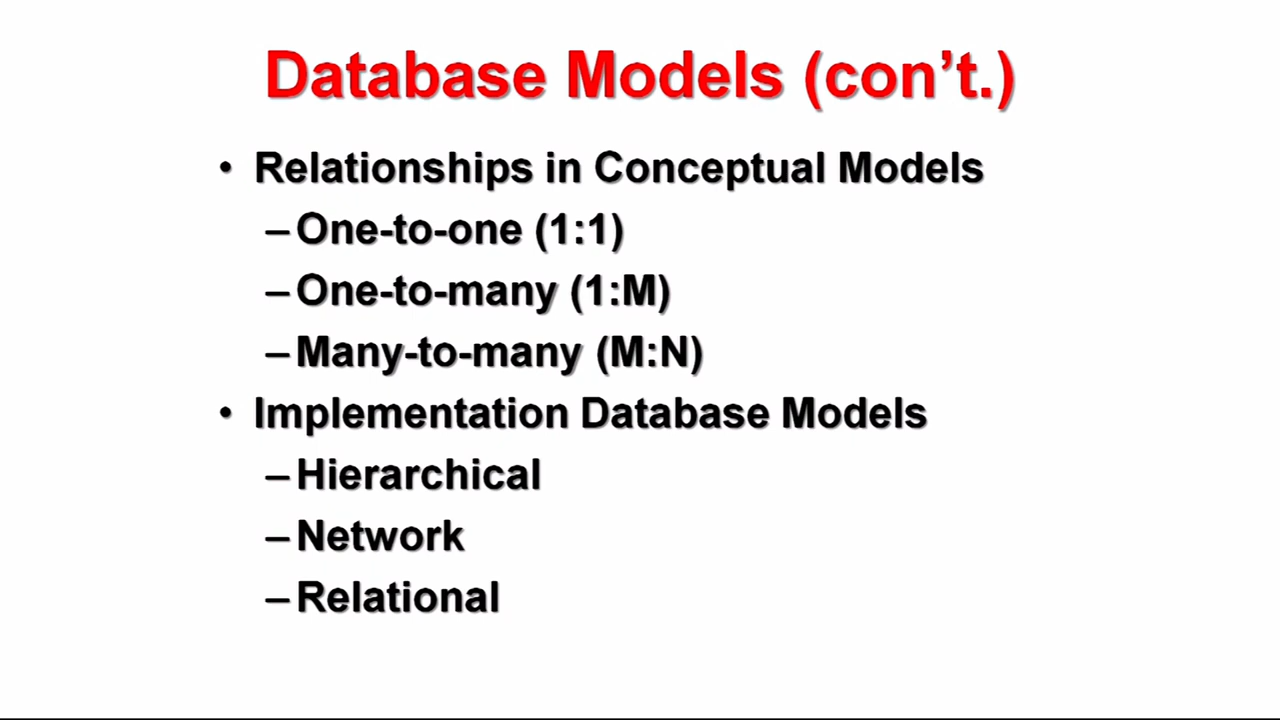 Database Models (con’t.)
• Relationships in Conceptual Models
–One-to-one (1:1)
–One-to-many (1:M)
–Many-to-many (M:N)
• Implementation Database Models
–Hierarchical
–Network
–Relational